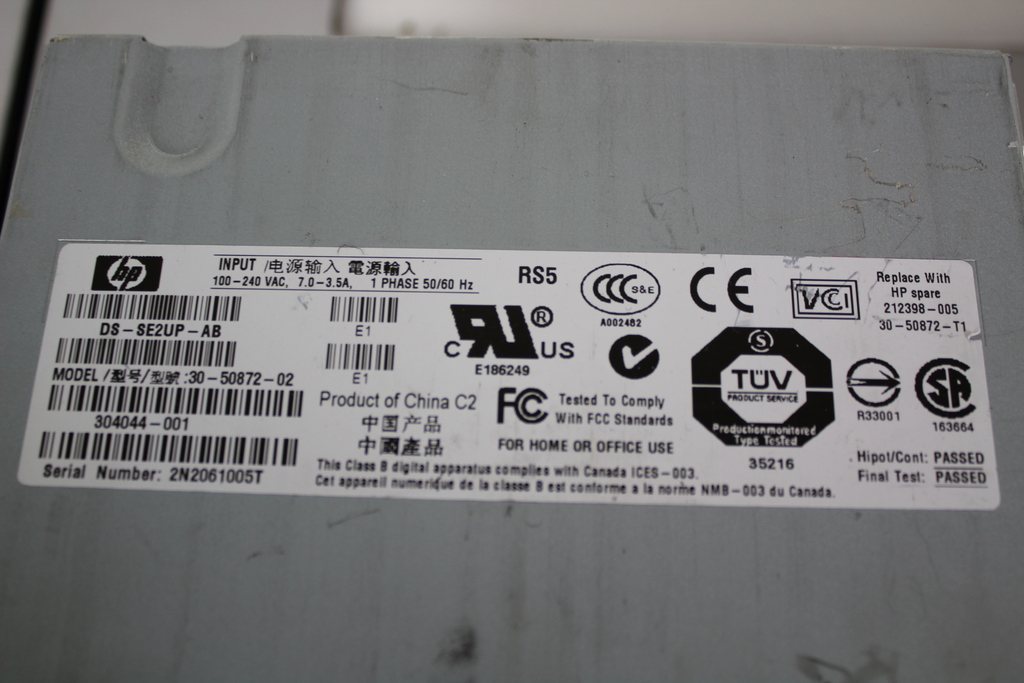 hp
INPUT /电源输入 電源輸入
100-240 VAC, 7.0-3.5A, 1 PHASE 50/60 Hz
DS-SE2UP-AB
E1
MODEL/型号/型號:30-50872-02
E1
304044-001
Serial Number: 2N2061005T
Product of China C2
中国产品
中國產品
RS5
CCC S&E
A002482
CE
VCCI
Replace With
HP spare
212398-005
30-50872-T1
C UL ® US
E186249
FC
Tested To Comply
With FCC Standards
FOR HOME OR OFFICE USE
S
TÜV
PRODUCT SERVICE
Production monitored
Type Tested
35216
R33001
SA
163664
Hipot/Cont: PASSED
Final Test: PASSED
This Class B digital apparatus complies with Canada ICES-003.
Cet appareil numerique de la classe B est conforme a la norme NMB-003 du Canada.